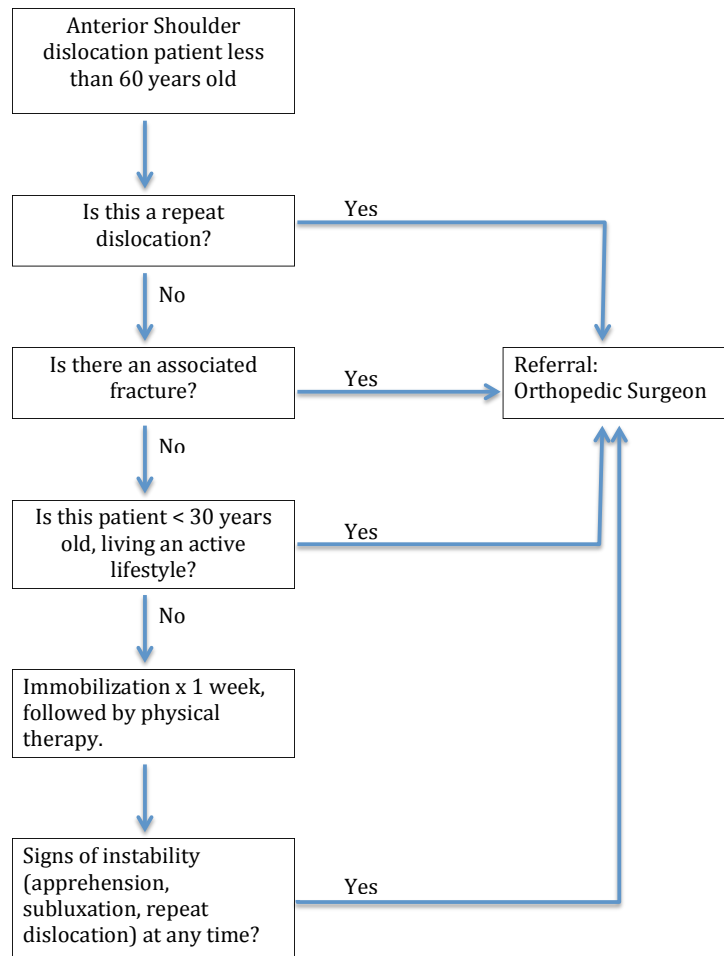 Anterior Shoulder
dislocation patient less
than 60 years old
Is this a repeat
dislocation?
Yes
No
Is there an associated
fracture?
Yes
Referral:
Orthopedic Surgeon
No
Is this patient < 30 years
old, living an active
lifestyle?
Yes
No
Immobilization x 1 week,
followed by physical
therapy.
Signs of instability
(apprehension,
subluxation, repeat
dislocation) at any time?
Yes